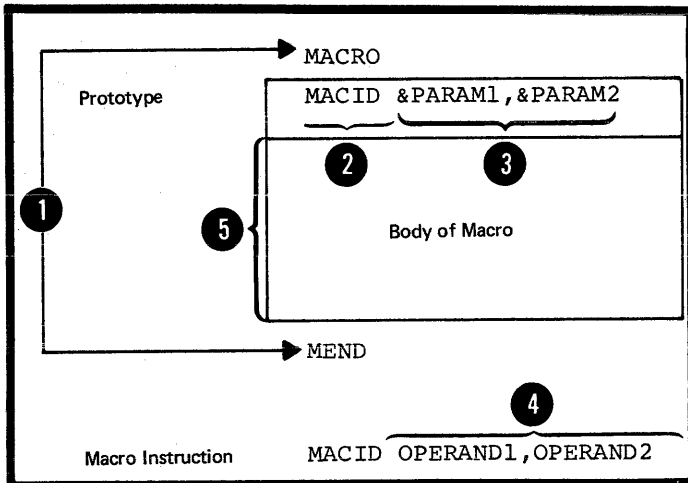 MACRO
Prototype MACID &PARAM1,&PARAM2
2 3
1
5 Body of Macro
MEND
4
Macro Instruction MACID OPERAND1,OPERAND2